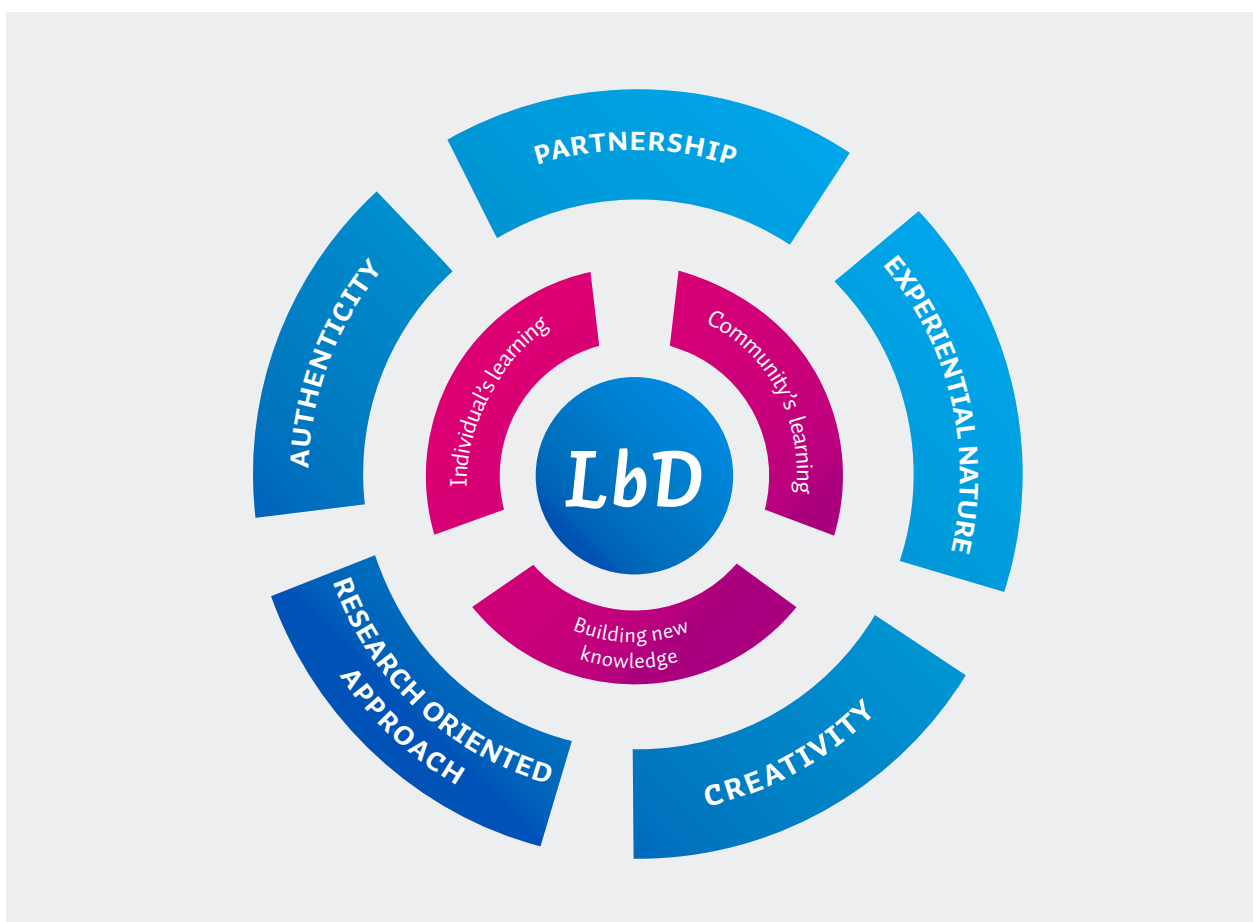 PARTNERSHIP
EXPERIENTIAL NATURE
CREATIVITY
RESEARCH ORIENTED
APPROACH
AUTHENTICITY
Individual's learning
Community's learning
Building new
knowledge
LbD